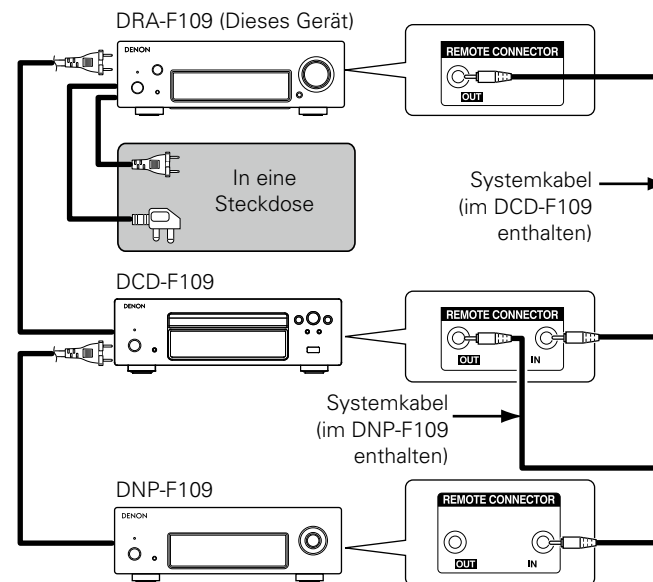 DRA-F109 (Dieses Gerät)
DENON
REMOTE CONNECTOR
OUT
In eine
Steckdose
Systemkabel
(im DCD-F109
enthalten)
DCD-F109
DENON
REMOTE CONNECTOR
OUT IN
Systemkabel
(im DNP-F109
enthalten)
DNP-F109
DENON
REMOTE CONNECTOR
OUT IN